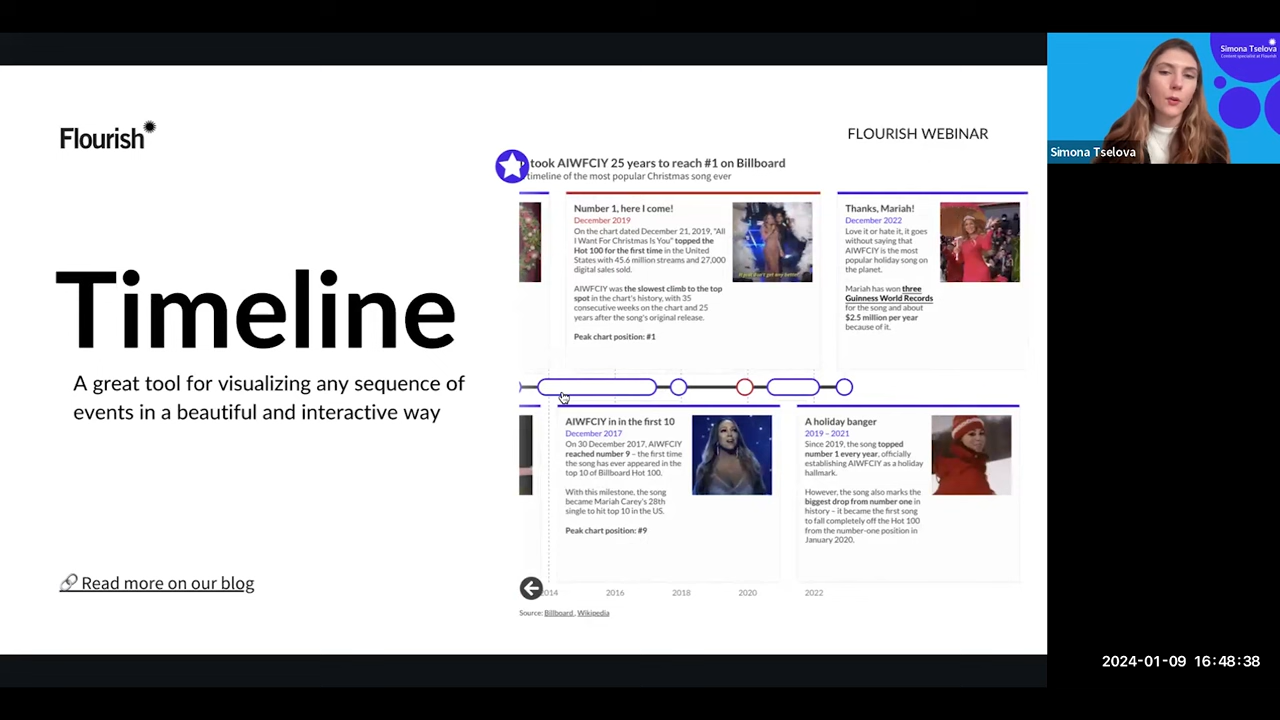 Flourish
FLOURISH WEBINAR
Simona Tselova
Content specialist at Flourish
Simona Tselova
Timeline
A great tool for visualizing any sequence of
events in a beautiful and interactive way
Read more on our blog
took AIWFCIY 25 years to reach #1 on Billboard
timeline of the most popular Christmas song ever
Number 1, here I come!
December 2019
On the chart dated December 21, 2019, "All
I Want For Christmas Is You" topped the
Hot 100 for the first time in the United
States with 45.6 million streams and 27,000
digital sales sold.
AIWFCIY was the slowest climb to the top
spot in the chart's history, with 35
consecutive weeks on the chart and 25
years after the song's original release.
Peak chart position: #1
Thanks, Mariah!
December 2022
Love it or hate it, it goes
without saying that
AIWFCIY is the most
popular holiday song on
the planet.
Mariah has won three
Guinness World Records
for the song and about
$2.5 million per year
because of it.
AIWFCIY in in the first 10
December 2017
On 30 December 2017, AIWFCIY
reached number 9 – the first time
the song has ever appeared in the
top 10 of Billboard Hot 100.
With this milestone, the song
became Mariah Carey's 28th
single to hit top 10 in the US.
Peak chart position: #9
A holiday banger
2019 – 2021
Since 2019, the song topped
number 1 every year, officially
establishing AIWFCIY as a holiday
hallmark.
However, the song also marks the
biggest drop from number one in
history – it became the first song
to fall completely off the Hot 100
from the number-one position in
January 2020.
2014 2016 2018 2020 2022
Source: Billboard, Wikipedia
2024-01-09 16:48:38